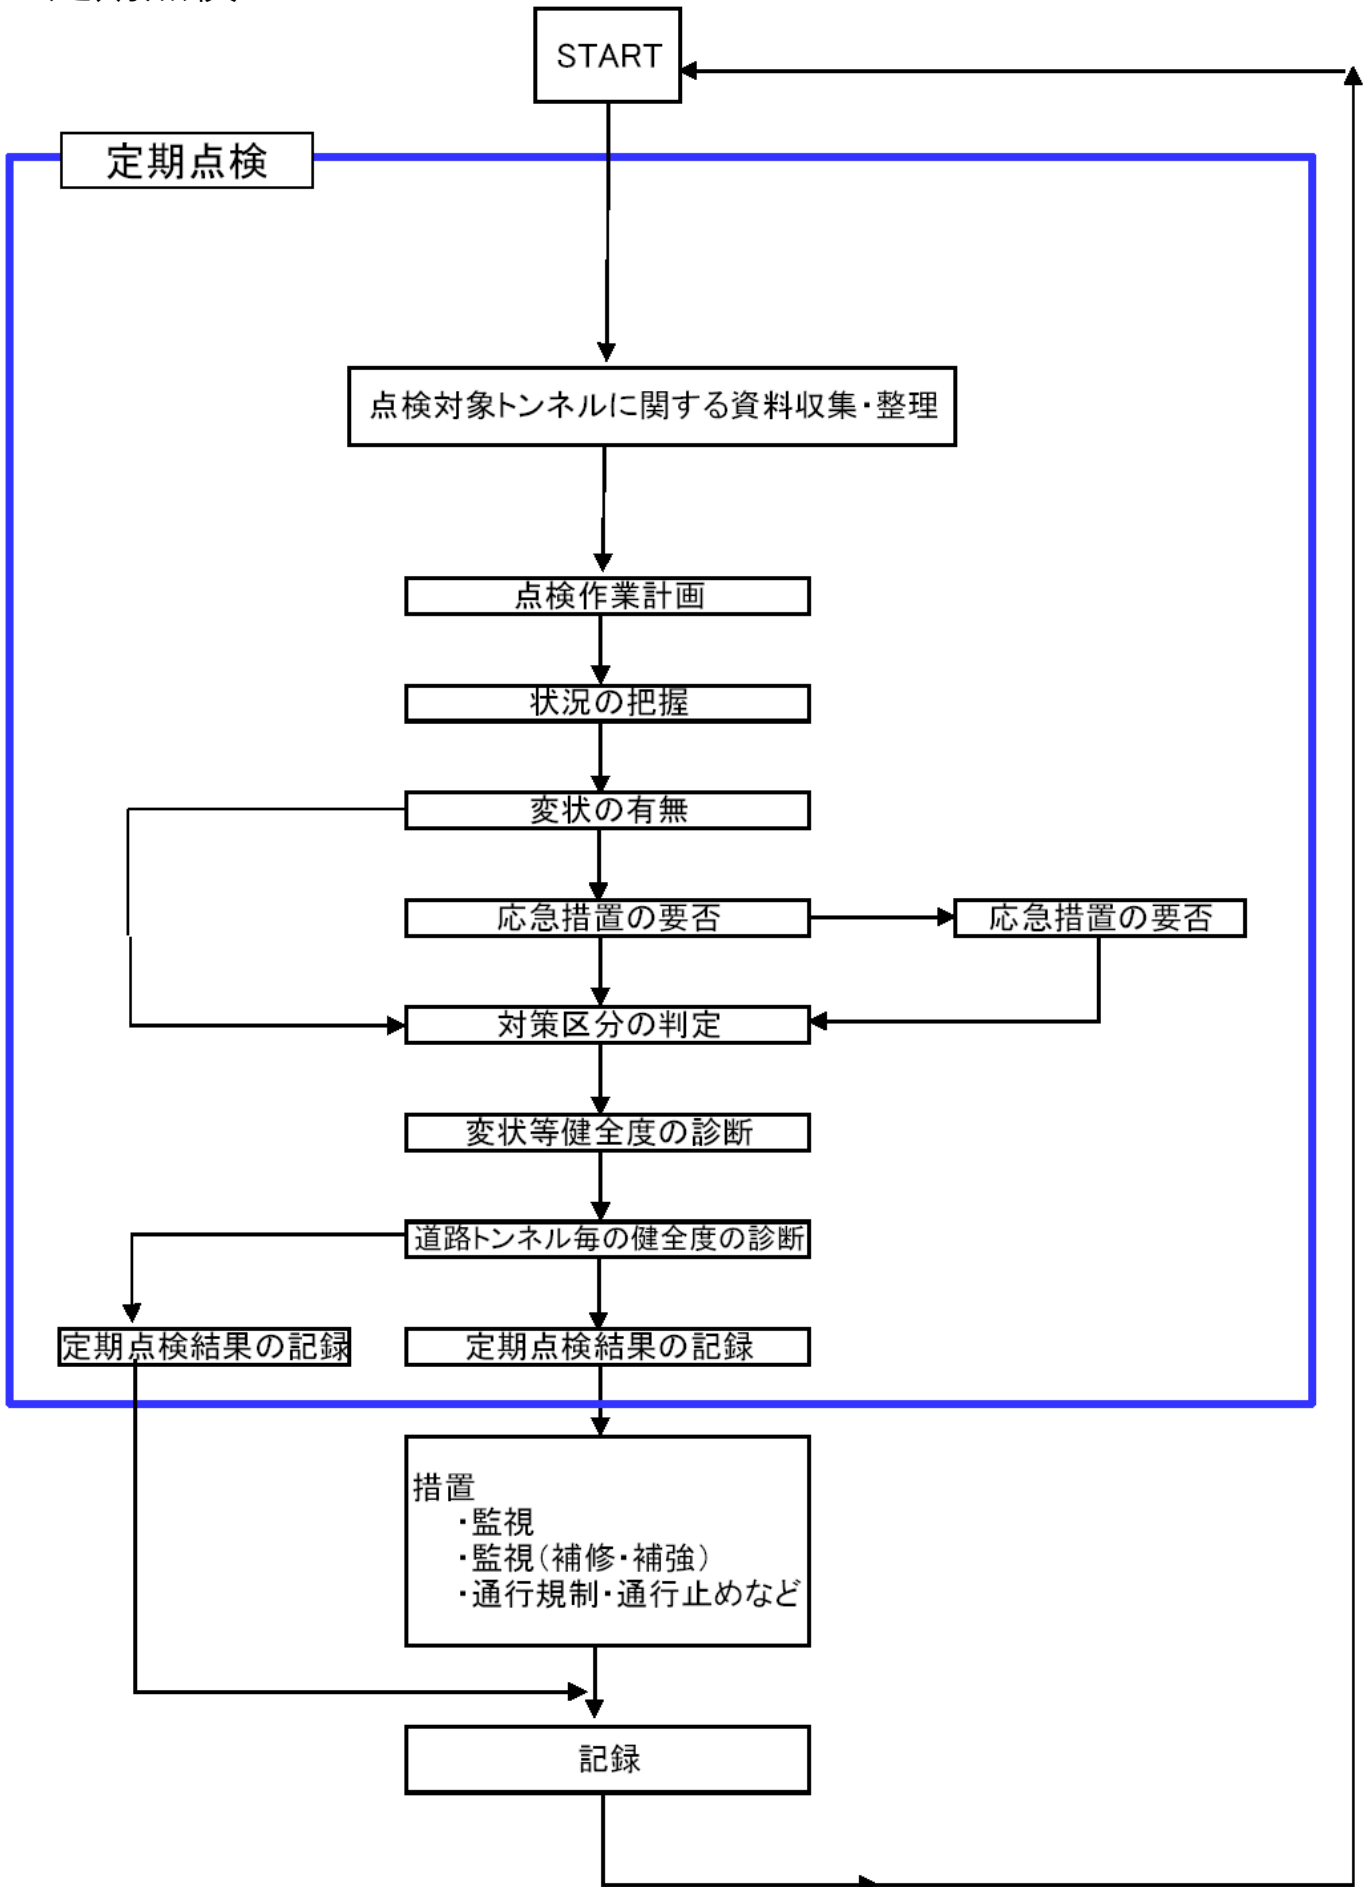 START
定期点検
点検対象トンネルに関する資料収集・整理
点検作業計画
状況の把握
変状の有無
応急措置の要否
応急措置の要否
対策区分の判定
変状等健全度の診断
道路トンネル毎の健全度の診断
定期点検結果の記録
定期点検結果の記録
措置
・監視
・監視(補修・補強)
・通行規制・通行止めなど
記録